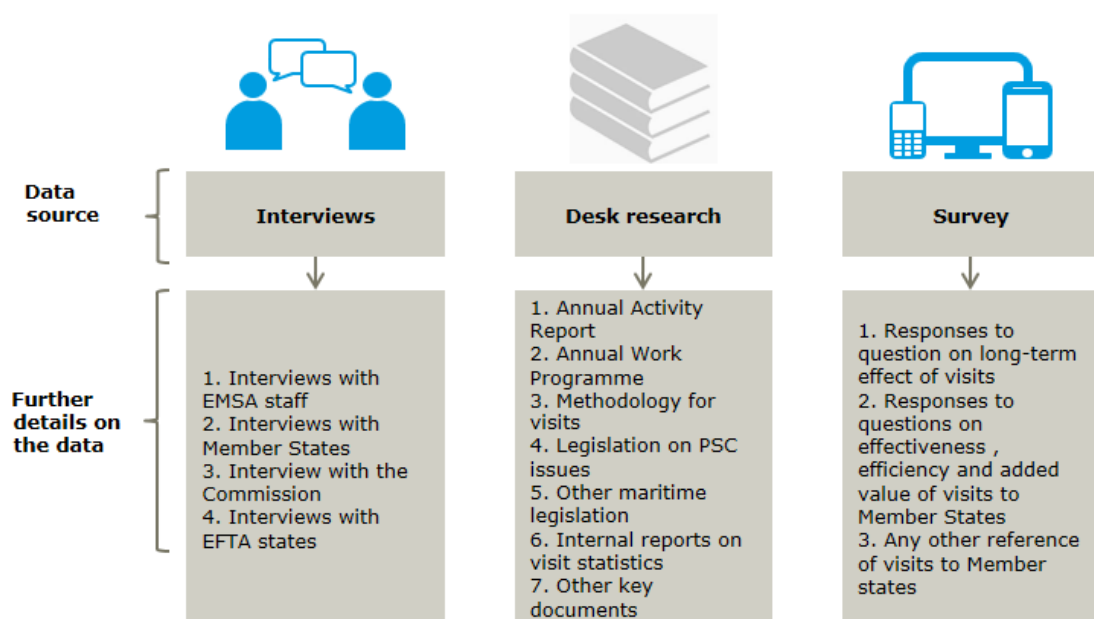 Data
source
Interviews
Desk research
Survey
Further
details on
the data
1. Interviews with
EMSA staff
2. Interviews with
Member States
3. Interview with the
Commission
4. Interviews with
EFTA states
1. Annual Activity
Report
2. Annual Work
Programme
3. Methodology for
visits
4. Legislation on PSC
issues
5. Other maritime
legislation
6. Internal reports on
visit statistics
7. Other key
documents
1. Responses to
question on long-term
effect of visits
2. Responses to
questions on
effectiveness ,
efficiency and added
value of visits to
Member States
3. Any other reference
of visits to Member
states